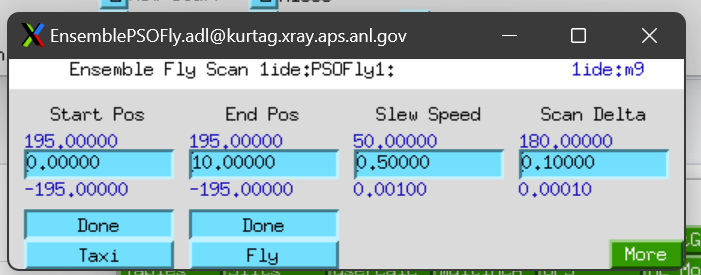 EnsemblePSOFly.adl@kurtag.xray.aps.anl.gov
Ensemble Fly Scan 1ide:PSOFly1: 1ide:m9
Start Pos End Pos Slew Speed Scan Delta
195.00000 195.00000 50.00000 180.00000
0.00000 10.00000 0.50000 0.10000
-195.00000 -195.00000 0.00100 0.00010
Done Done
Taxi Fly More